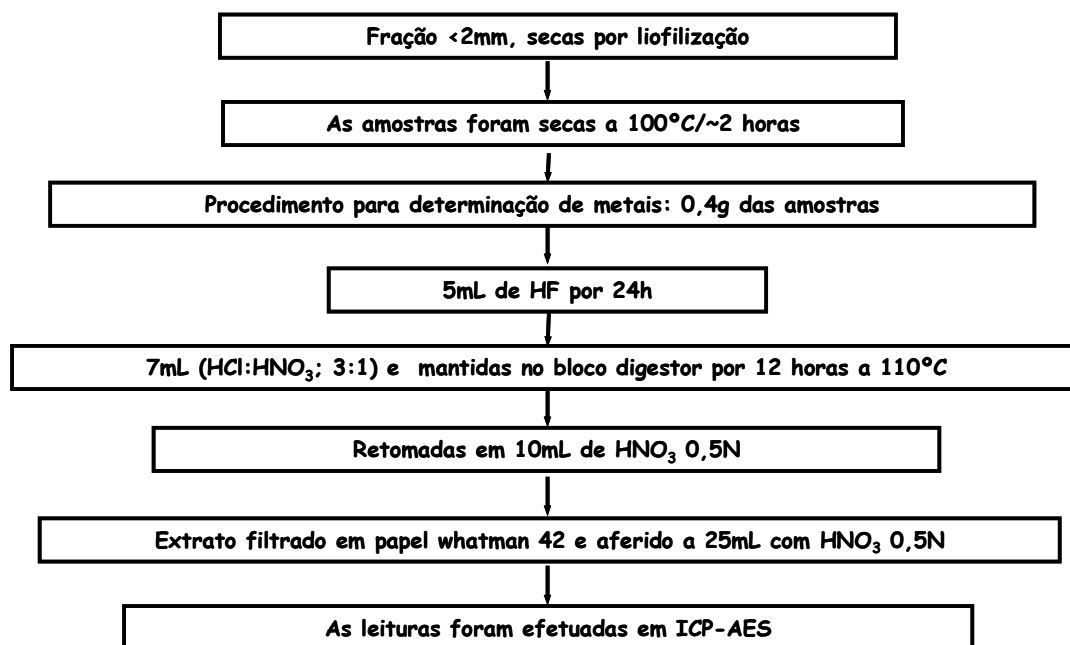 Fração <2mm, secas por liofilização
As amostras foram secas a 100ºC/~2 horas
Procedimento para determinação de metais: 0,4g das amostras
5mL de HF por 24h
7mL (HCl:HNO₃; 3:1) e mantidas no bloco digestor por 12 horas a 110ºC
Retomadas em 10mL de HNO₃ 0,5N
Extrato filtrado em papel whatman 42 e aferido a 25mL com HNO₃ 0,5N
As leituras foram efetuadas em ICP-AES